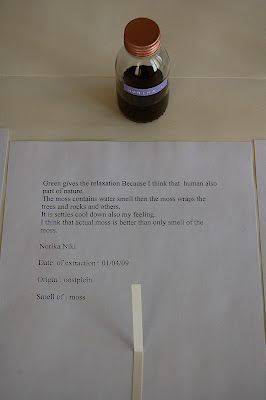 Green gives the relaxation Because I think that human also
part of nature.
The moss contains water smell then the moss wraps the
trees and rocks and others.
It is settles cool down also my feeling.
I think that actual moss is better than only smell of the
moss.
Norika Niki
Date of extraction : 01/04/09
Origin : onstplein
Smell of : moss